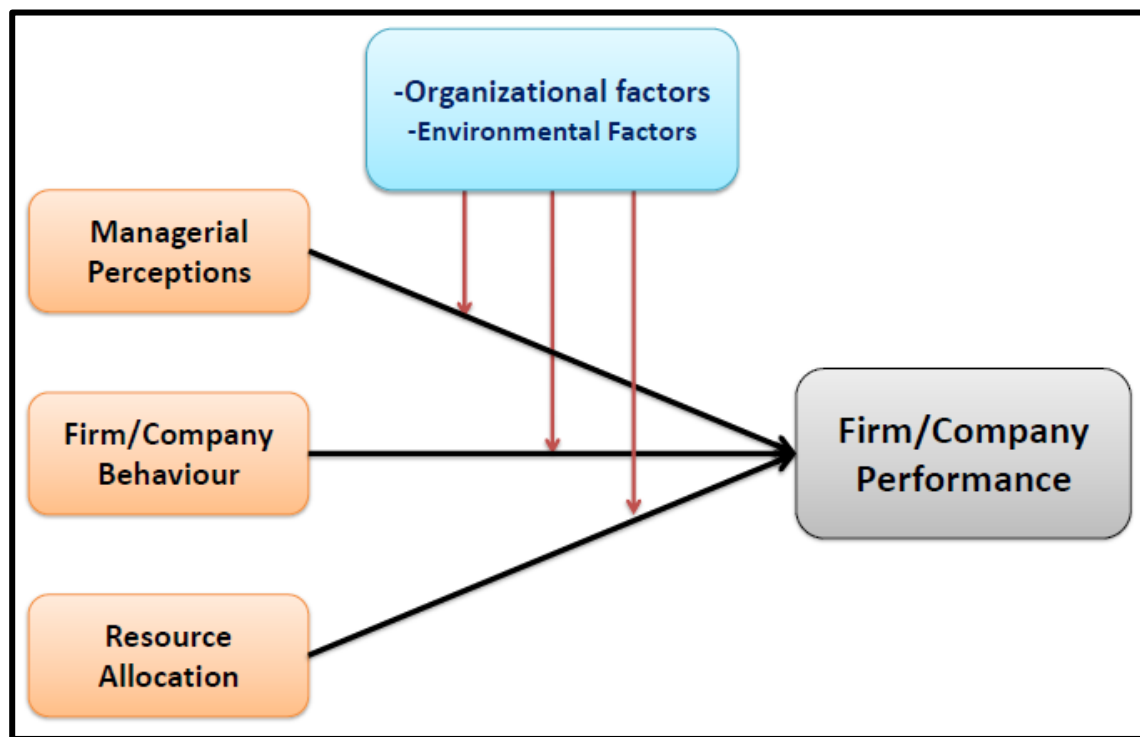 -Organizational factors
-Environmental Factors
Managerial
Perceptions
Firm/Company
Behaviour
Firm/Company
Performance
Resource
Allocation